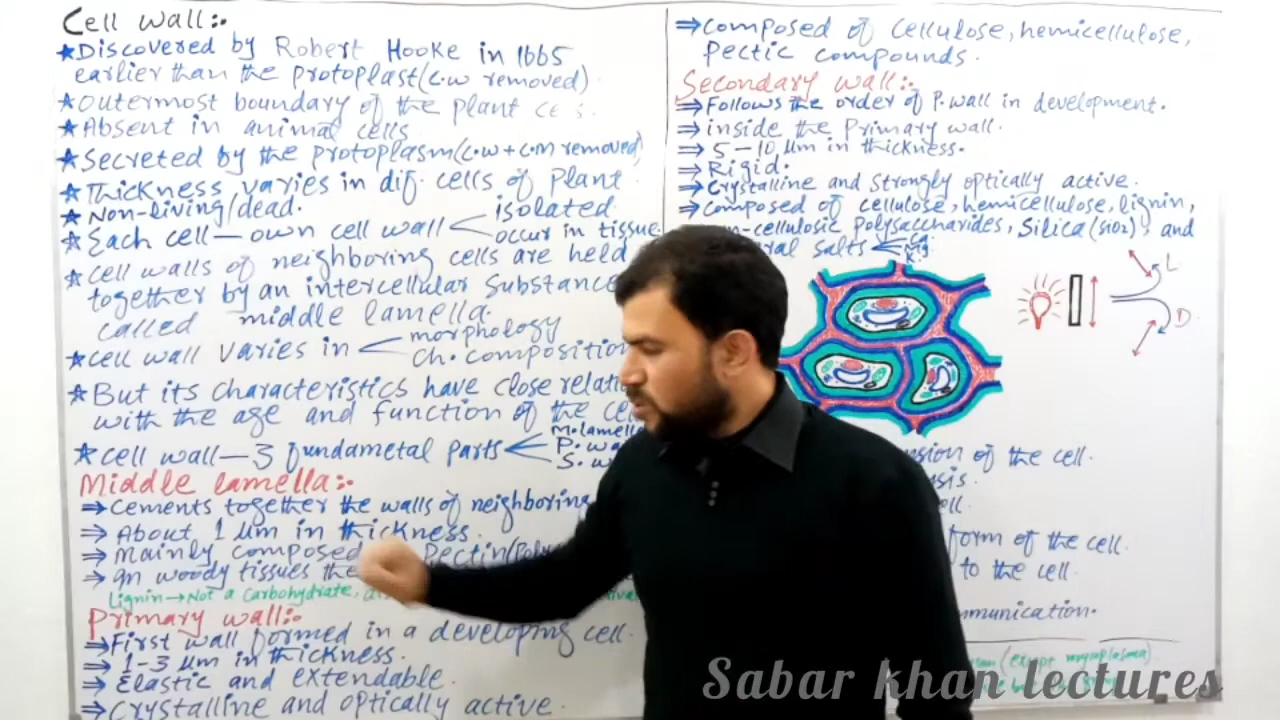 Cell wall:-
★Discovered by Robert Hooke in 1665
earlier than the protoplast(c.w removed)
★Outermost boundary of the plant
★Absent in animal cells
★Secreted by the protoplasm(c.w + c.m removed)
★Thickness varies in dif. cells of Plant
★Non-living/dead.
★Each cell—own cell wall
isolated
occur in tissue
★cell walls of neighboring cells are held
together by an intercellular substance
called middle lamella.
★cell wall varies in
morphology
ch. composition
★But its characteristics have close
with the age and function of the
★cell wall—3 fundametal parts
M.lamella
P.
S.
Middle lamella:-
⇒Cements together the walls of neighboring
⇒About 1 μm in thickness.
⇒Mainly composed Pectin
⇒In woody tissues the
Lignin→Not a Carbohydrate,
Primary wall:-
⇒First wall formed in a developing cell.
⇒1-3 μm in thickness.
⇒Elastic and extendable.
⇒Crystalline and optically active.
⇒Composed of cellulose, hemicellulose,
Pectic compounds.
Secondary wall:-
⇒Follows the order of P.wall in development.
⇒inside the Primary wall.
⇒5-10 μm in thickness.
⇒Rigid.
⇒Crystalline and strongly optically active.
⇒Composed of cellulose, hemicellulose, lignin,
-cellulosic Polysaccharides, Silica(SiO2), and
salts
Mg
L
D
of the cell.
form of the cell.
to the cell.
(except mycoplasma)
Sabar khan lectures